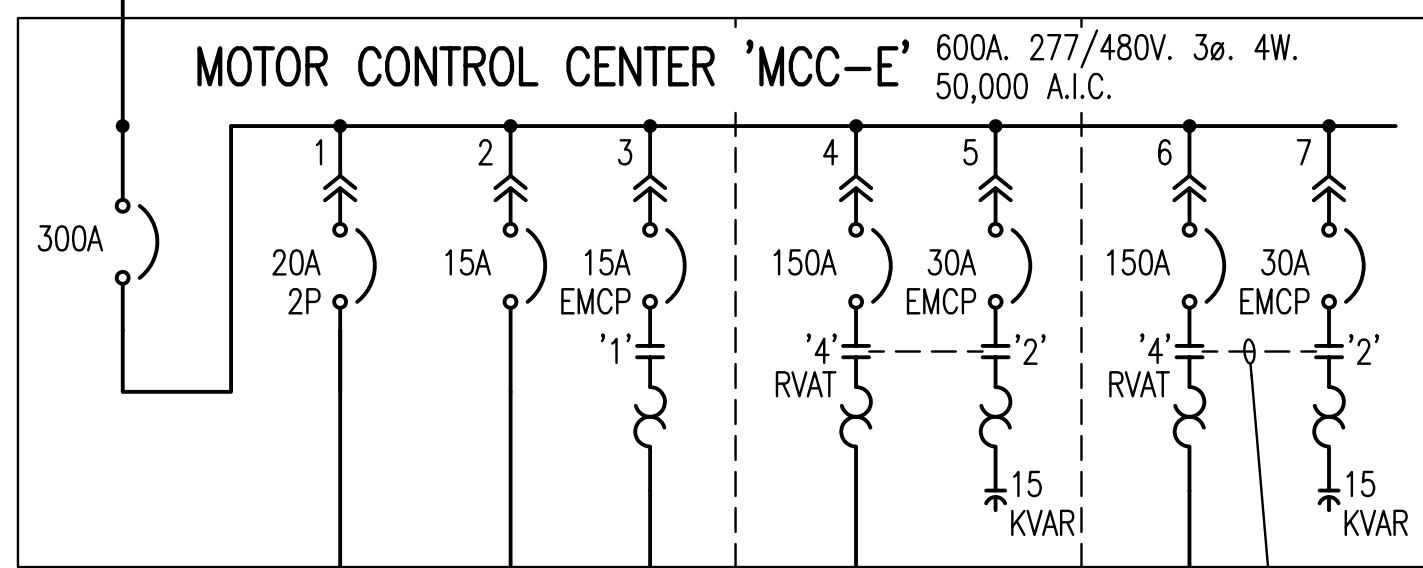 MOTOR CONTROL CENTER 'MCC-E'
600A. 277/480V. 3ø. 4W.
50,000 A.I.C.
1
2
3
4
5
6
7
300A
20A
2P
15A
15A
EMCP
150A
30A
EMCP
150A
30A
EMCP
'1'
'4'
RVAT
'2'
'4'
RVAT
'2'
15
KVAR
15
KVAR